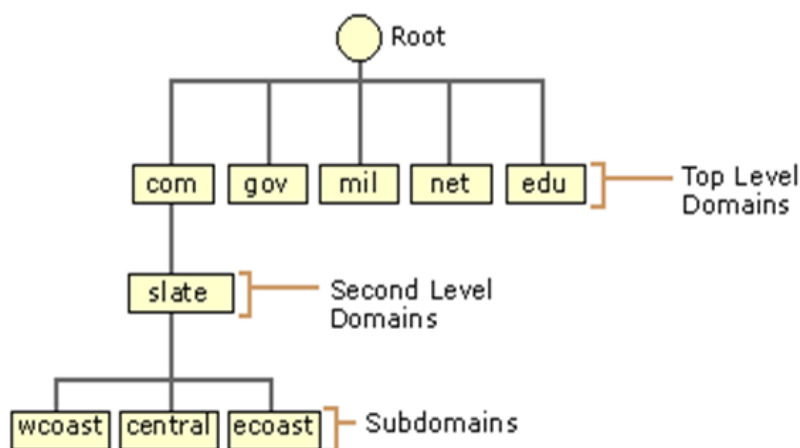 Root
com gov mil net edu
Top Level
Domains
slate
Second Level
Domains
wcoast central ecoast
Subdomains